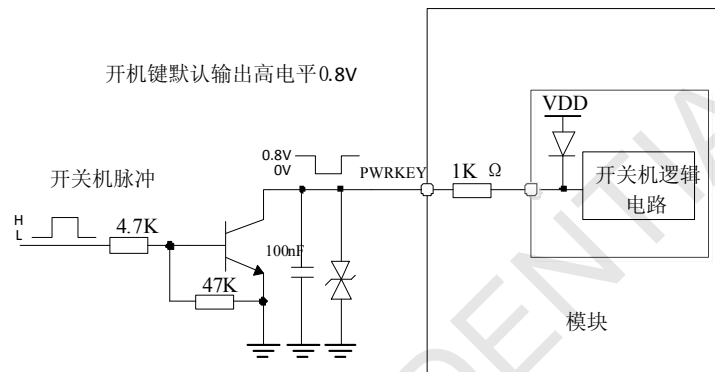 开机键默认输出高电平0.8V
VDD
0.8V
0V
PWRKEY
1K Ω
开关机逻辑
电路
开关机脉冲
H
L
4.7K
100nF
47K
模块
DENTIA